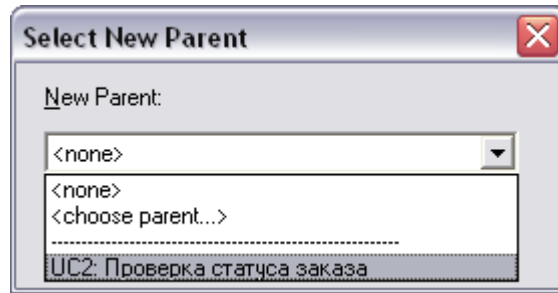 Select New Parent
New Parent:
<none>
<none>
<choose parent...>
UC2: Проверка статуса заказа